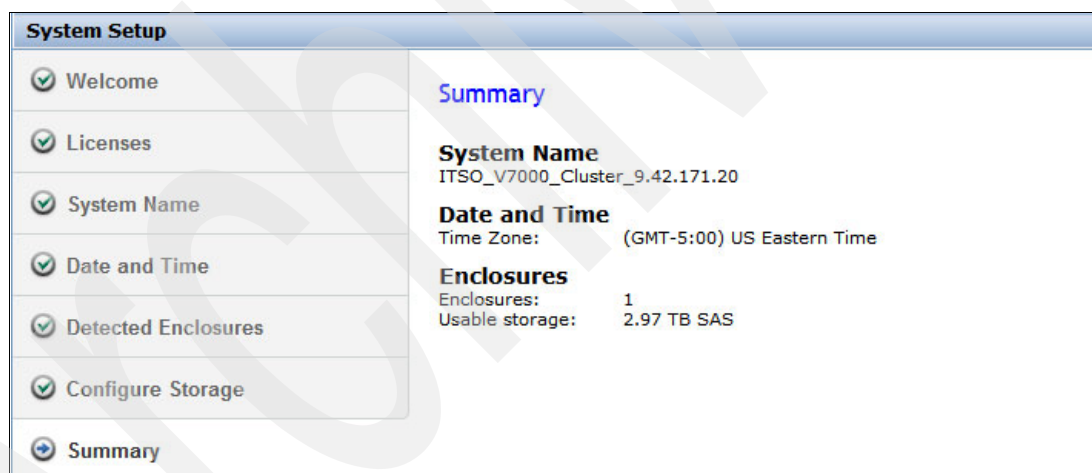 System Setup
Welcome
Licenses
System Name
Date and Time
Detected Enclosures
Configure Storage
Summary
Summary
System Name
ITSO_V7000_Cluster_9.42.171.20
Date and Time
Time Zone: (GMT-5:00) US Eastern Time
Enclosures
Enclosures: 1
Usable storage: 2.97 TB SAS